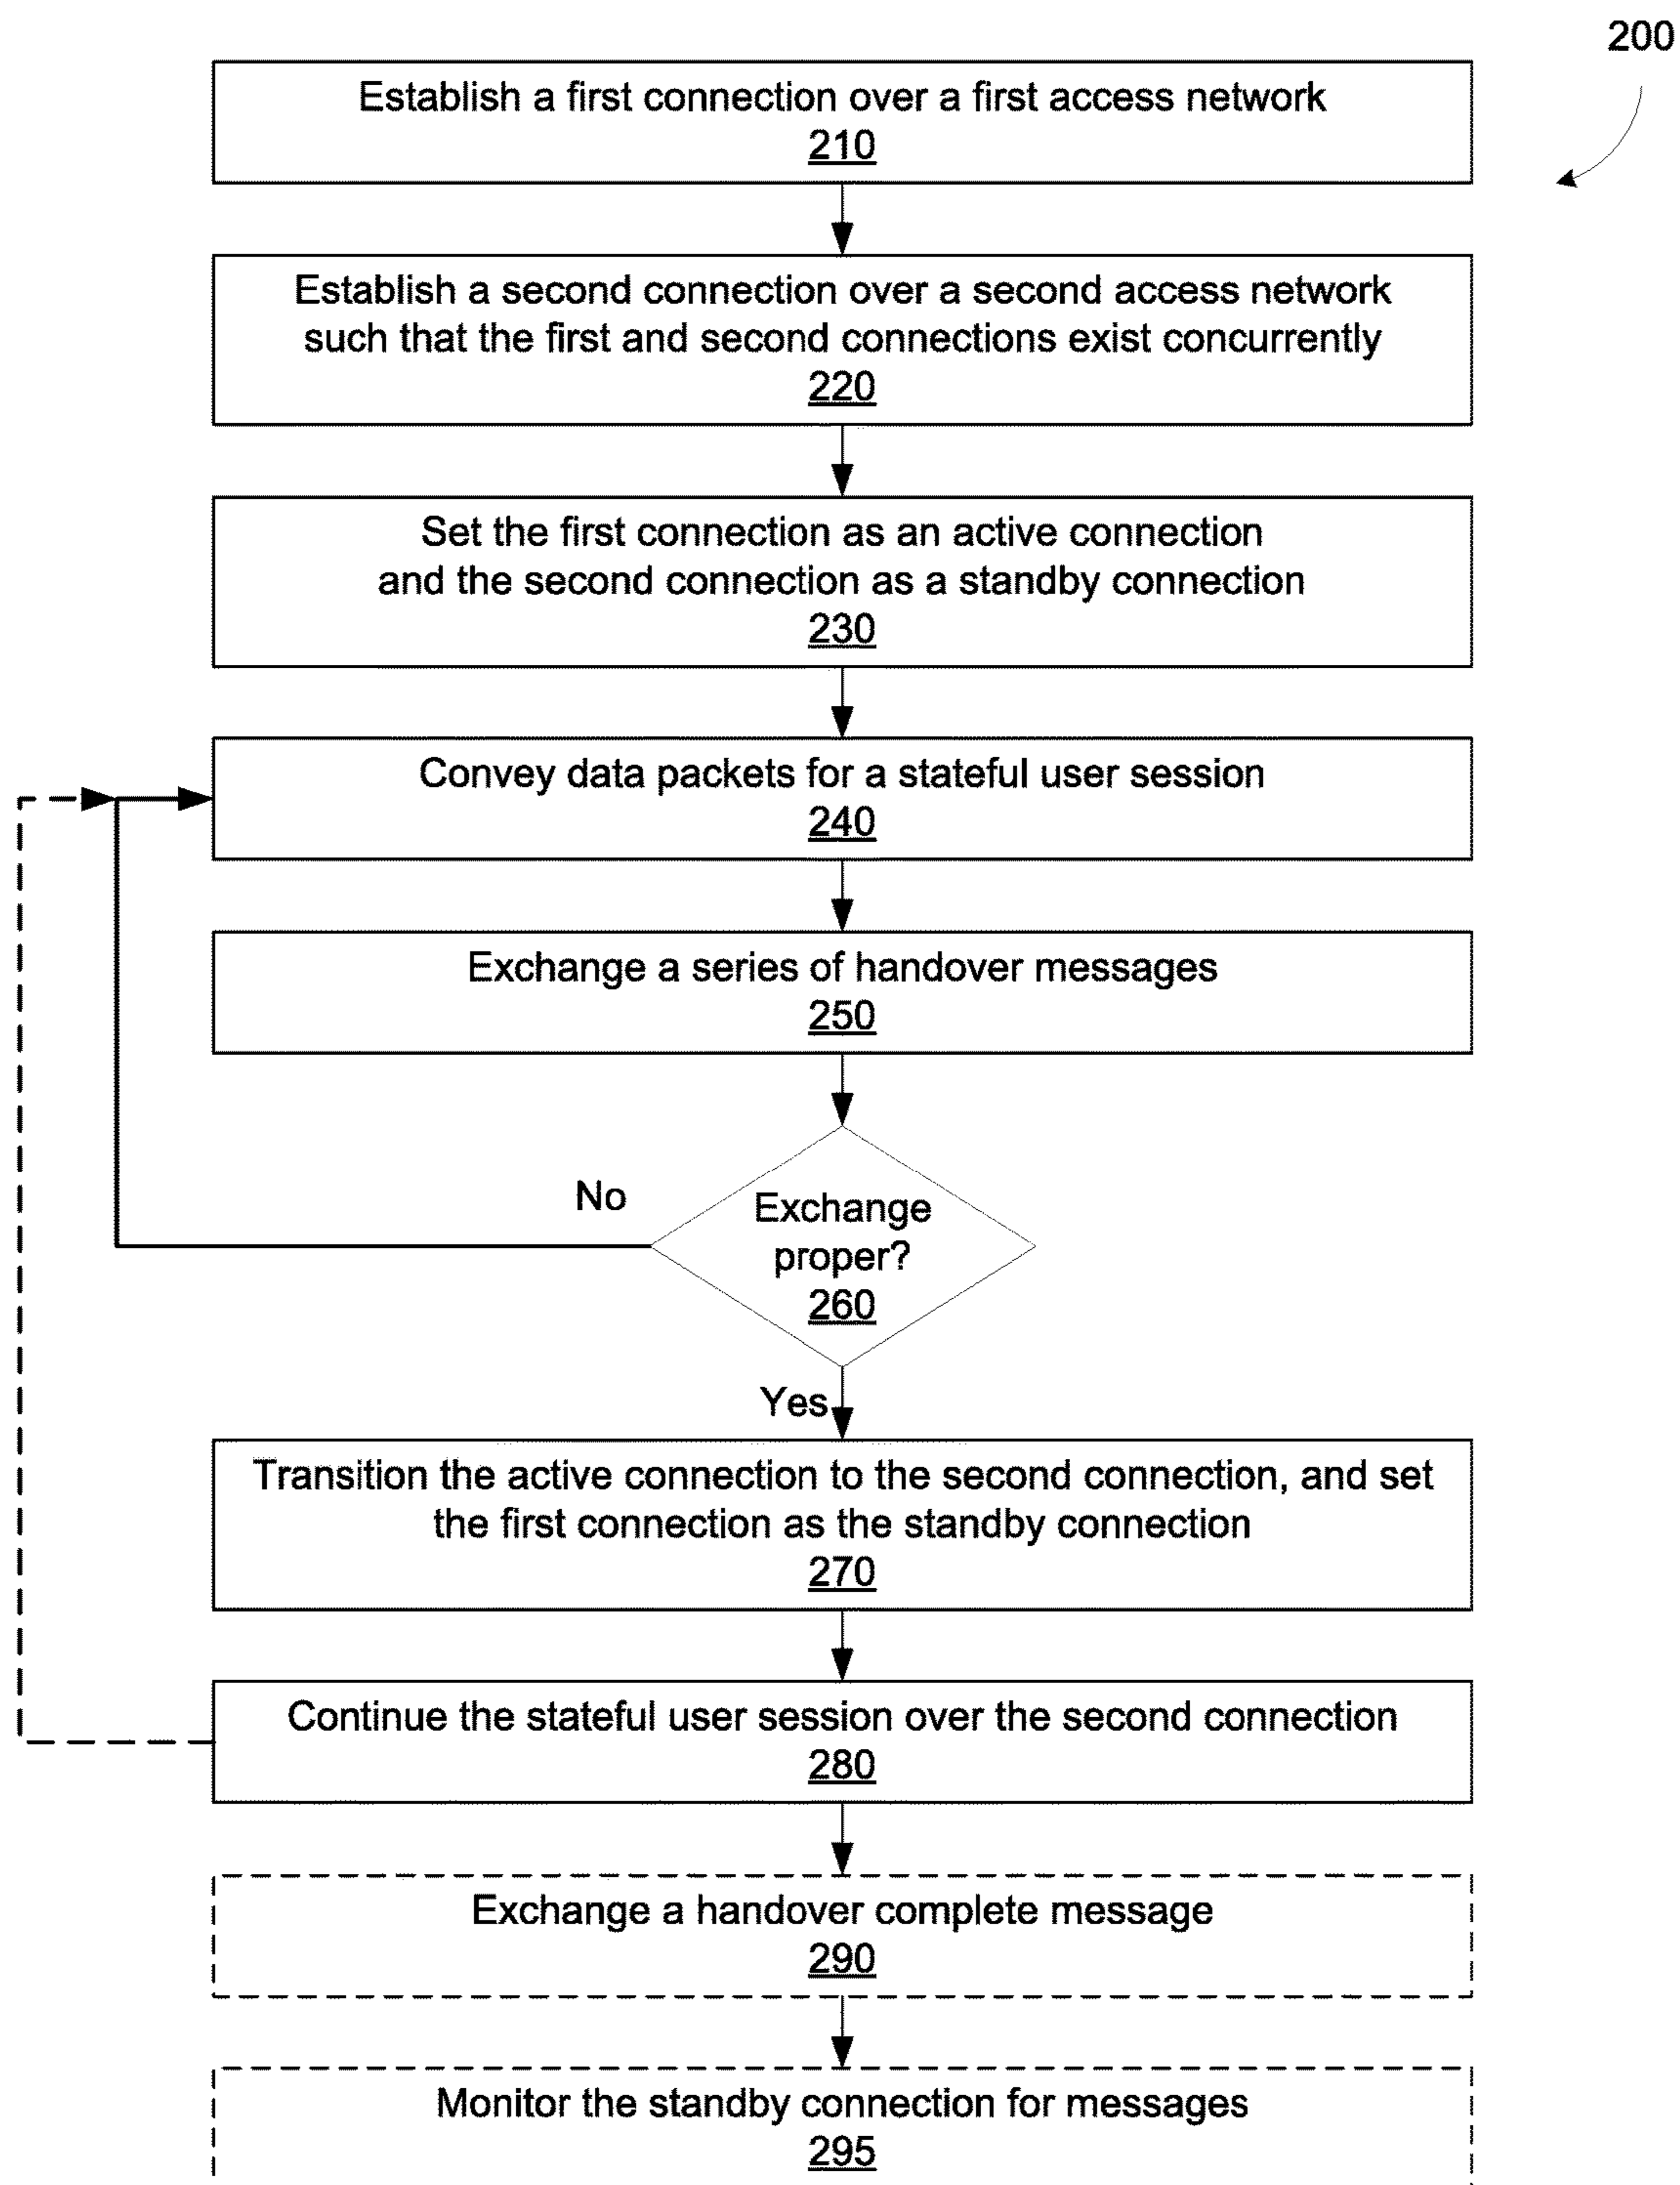 200
Establish a first connection over a first access network
210
Establish a second connection over a second access network
such that the first and second connections exist concurrently
220
Set the first connection as an active connection
and the second connection as a standby connection
230
Convey data packets for a stateful user session
240
Exchange a series of handover messages
250
No
Exchange
proper?
260
Yes
Transition the active connection to the second connection, and set
the first connection as the standby connection
270
Continue the stateful user session over the second connection
280
Exchange a handover complete message
290
Monitor the standby connection for messages
295